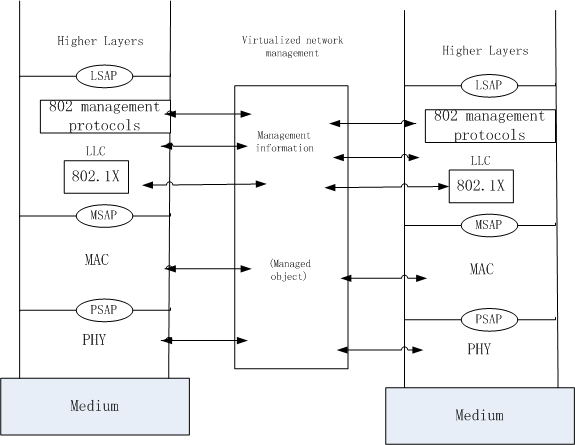 Higher Layers
LSAP
802 management
protocols
LLC
802.1X
MSAP
MAC
PSAP
PHY
Medium
Virtualized network
management
Management
information
(Managed
object)
Higher Layers
LSAP
802 management
protocols
LLC
802.1X
MSAP
MAC
PSAP
PHY
Medium